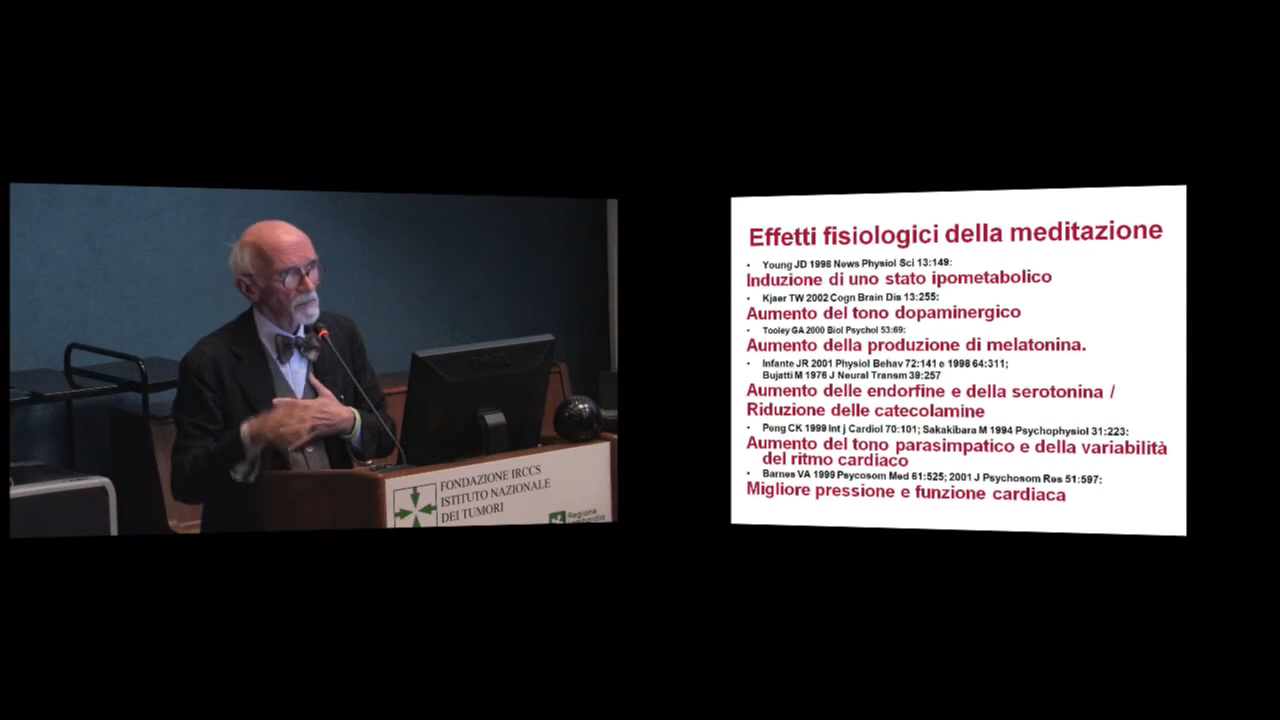 FONDAZIONE IRCCS
ISTITUTO NAZIONALE
DEI TUMORI
Regione
Lombardia
Effetti fisiologici della meditazione
• Young JD 1998 News Physiol Sci 13:149:
Induzione di uno stato ipometabolico
• Kjaer TW 2002 Cogn Brain Dis 13:255:
Aumento del tono dopaminergico
• Tooley GA 2000 Biol Psychol 53:69:
Aumento della produzione di melatonina.
• Infante JR 2001 Physiol Behav 72:141 e 1998 64:311;
Bujatti M 1976 J Neural Transm 39:257
Aumento delle endorfine e della serotonina /
Riduzione delle catecolamine
• Peng CK 1999 Int j Cardiol 70:101; Sakakibara M 1994 Psychophysiol 31:223:
Aumento del tono parasimpatico e della variabilità
del ritmo cardiaco
• Barnes VA 1999 Psycosom Med 61:525; 2001 J Psychosom Res 51:597:
Migliore pressione e funzione cardiaca